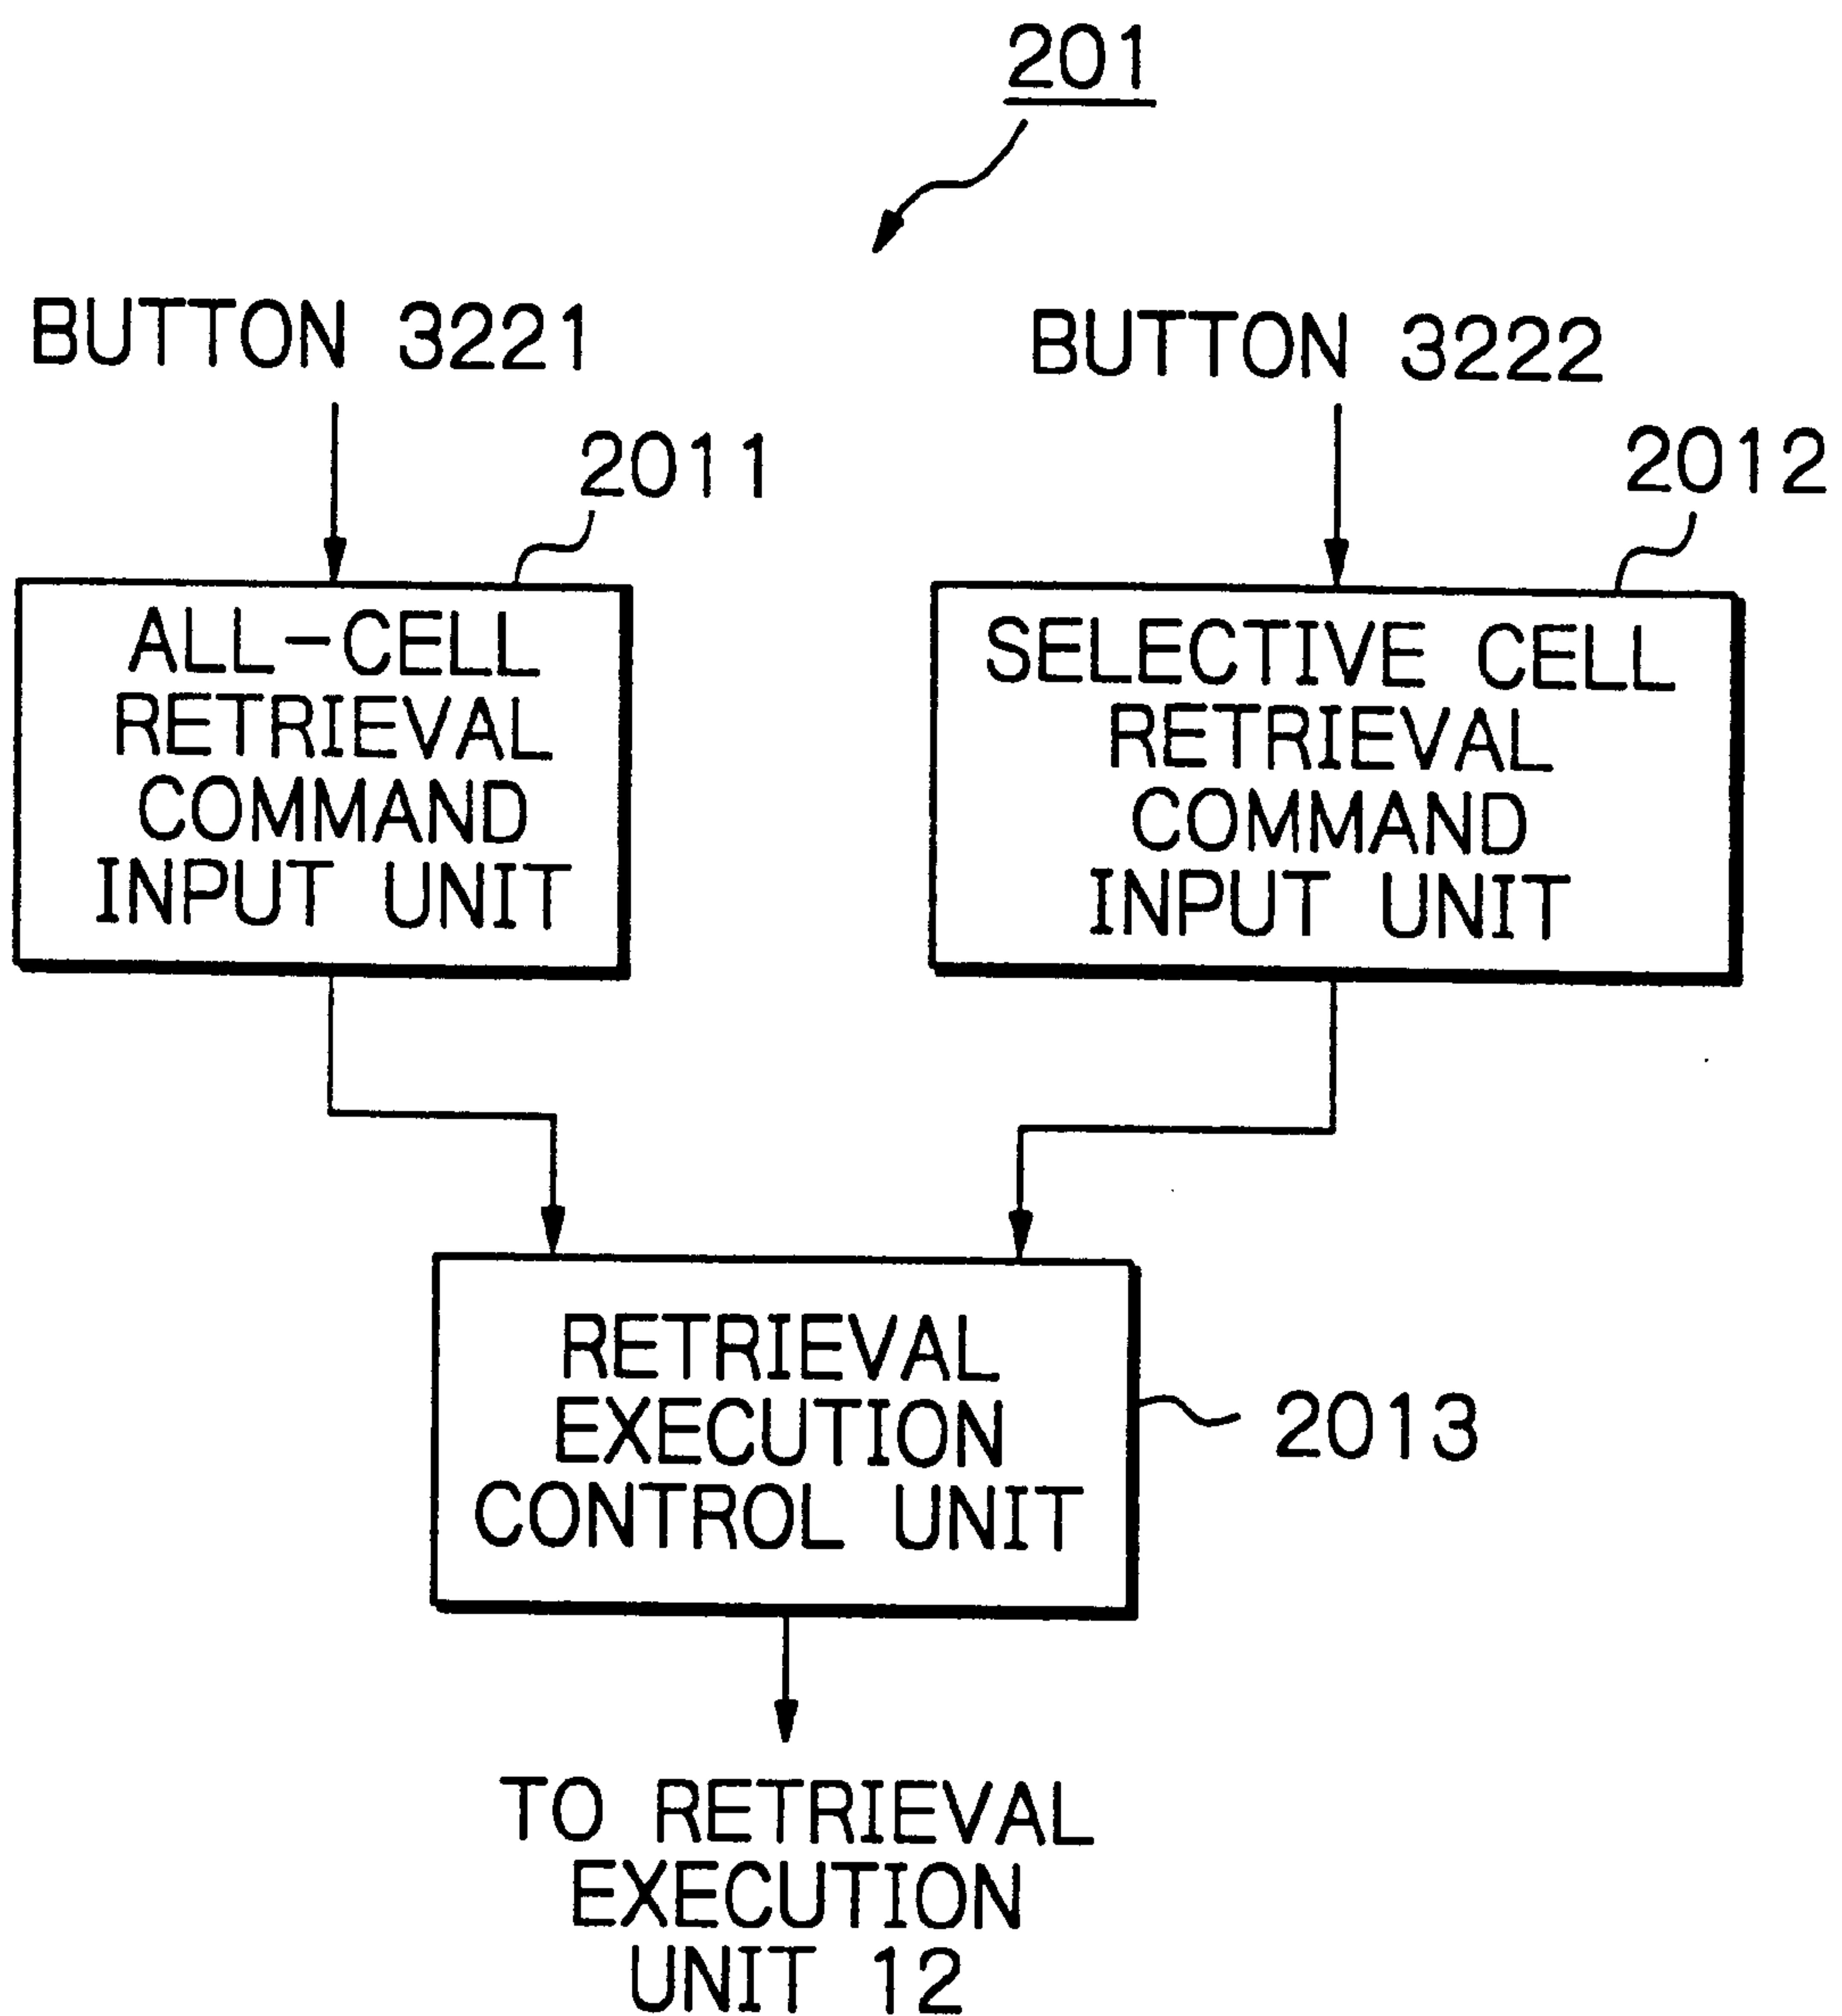 201
BUTTON 3221
BUTTON 3222
2011
2012
ALL-CELL
RETRIEVAL
COMMAND
INPUT UNIT
SELECTIVE CELL
RETRIEVAL
COMMAND
INPUT UNIT
RETRIEVAL
EXECUTION
CONTROL UNIT
2013
TO RETRIEVAL
EXECUTION
UNIT 12